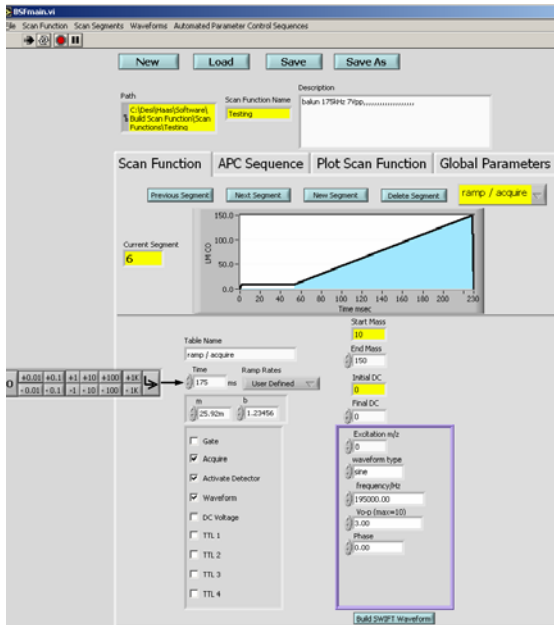 BSFmain.vi
File Scan Function Scan Segments Waveforms Automated Parameter Control Sequences
New Load Save Save As
Path
C:\Desi\Haas\Software\
Build Scan Function\Scan
Functions\Testing
Scan Function Name
Testing
Description
balun 175kHz 7Vpp,,,,,,,,,,,,,,,,,,,,
Scan Function APC Sequence Plot Scan Function Global Parameters
Previous Segment Next Segment New Segment Delete Segment ramp / acquire
Current Segment
6
LM CO
150.0
100.0
50.0
0.0
0 20 40 60 80 100 120 140 160 180 200 230
Time msec
Table Name
ramp / acquire
Time Ramp Rates
175 ms User Defined
m b
25.92m 1.23456
0 +0.01 +0.1 +1 +10 +100 +1K
-0.01 -0.1 -1 -10 -100 -1K
Gate
Acquire
Activate Detector
Waveform
DC Voltage
TTL 1
TTL 2
TTL 3
TTL 4
Start Mass
10
End Mass
150
Initial DC
0
Final DC
0
Excitation m/z
0
waveform type
sine
frequency/Hz
195000.00
Vo-p (max=10)
3.00
Phase
0.00
Build SWIFT Waveform